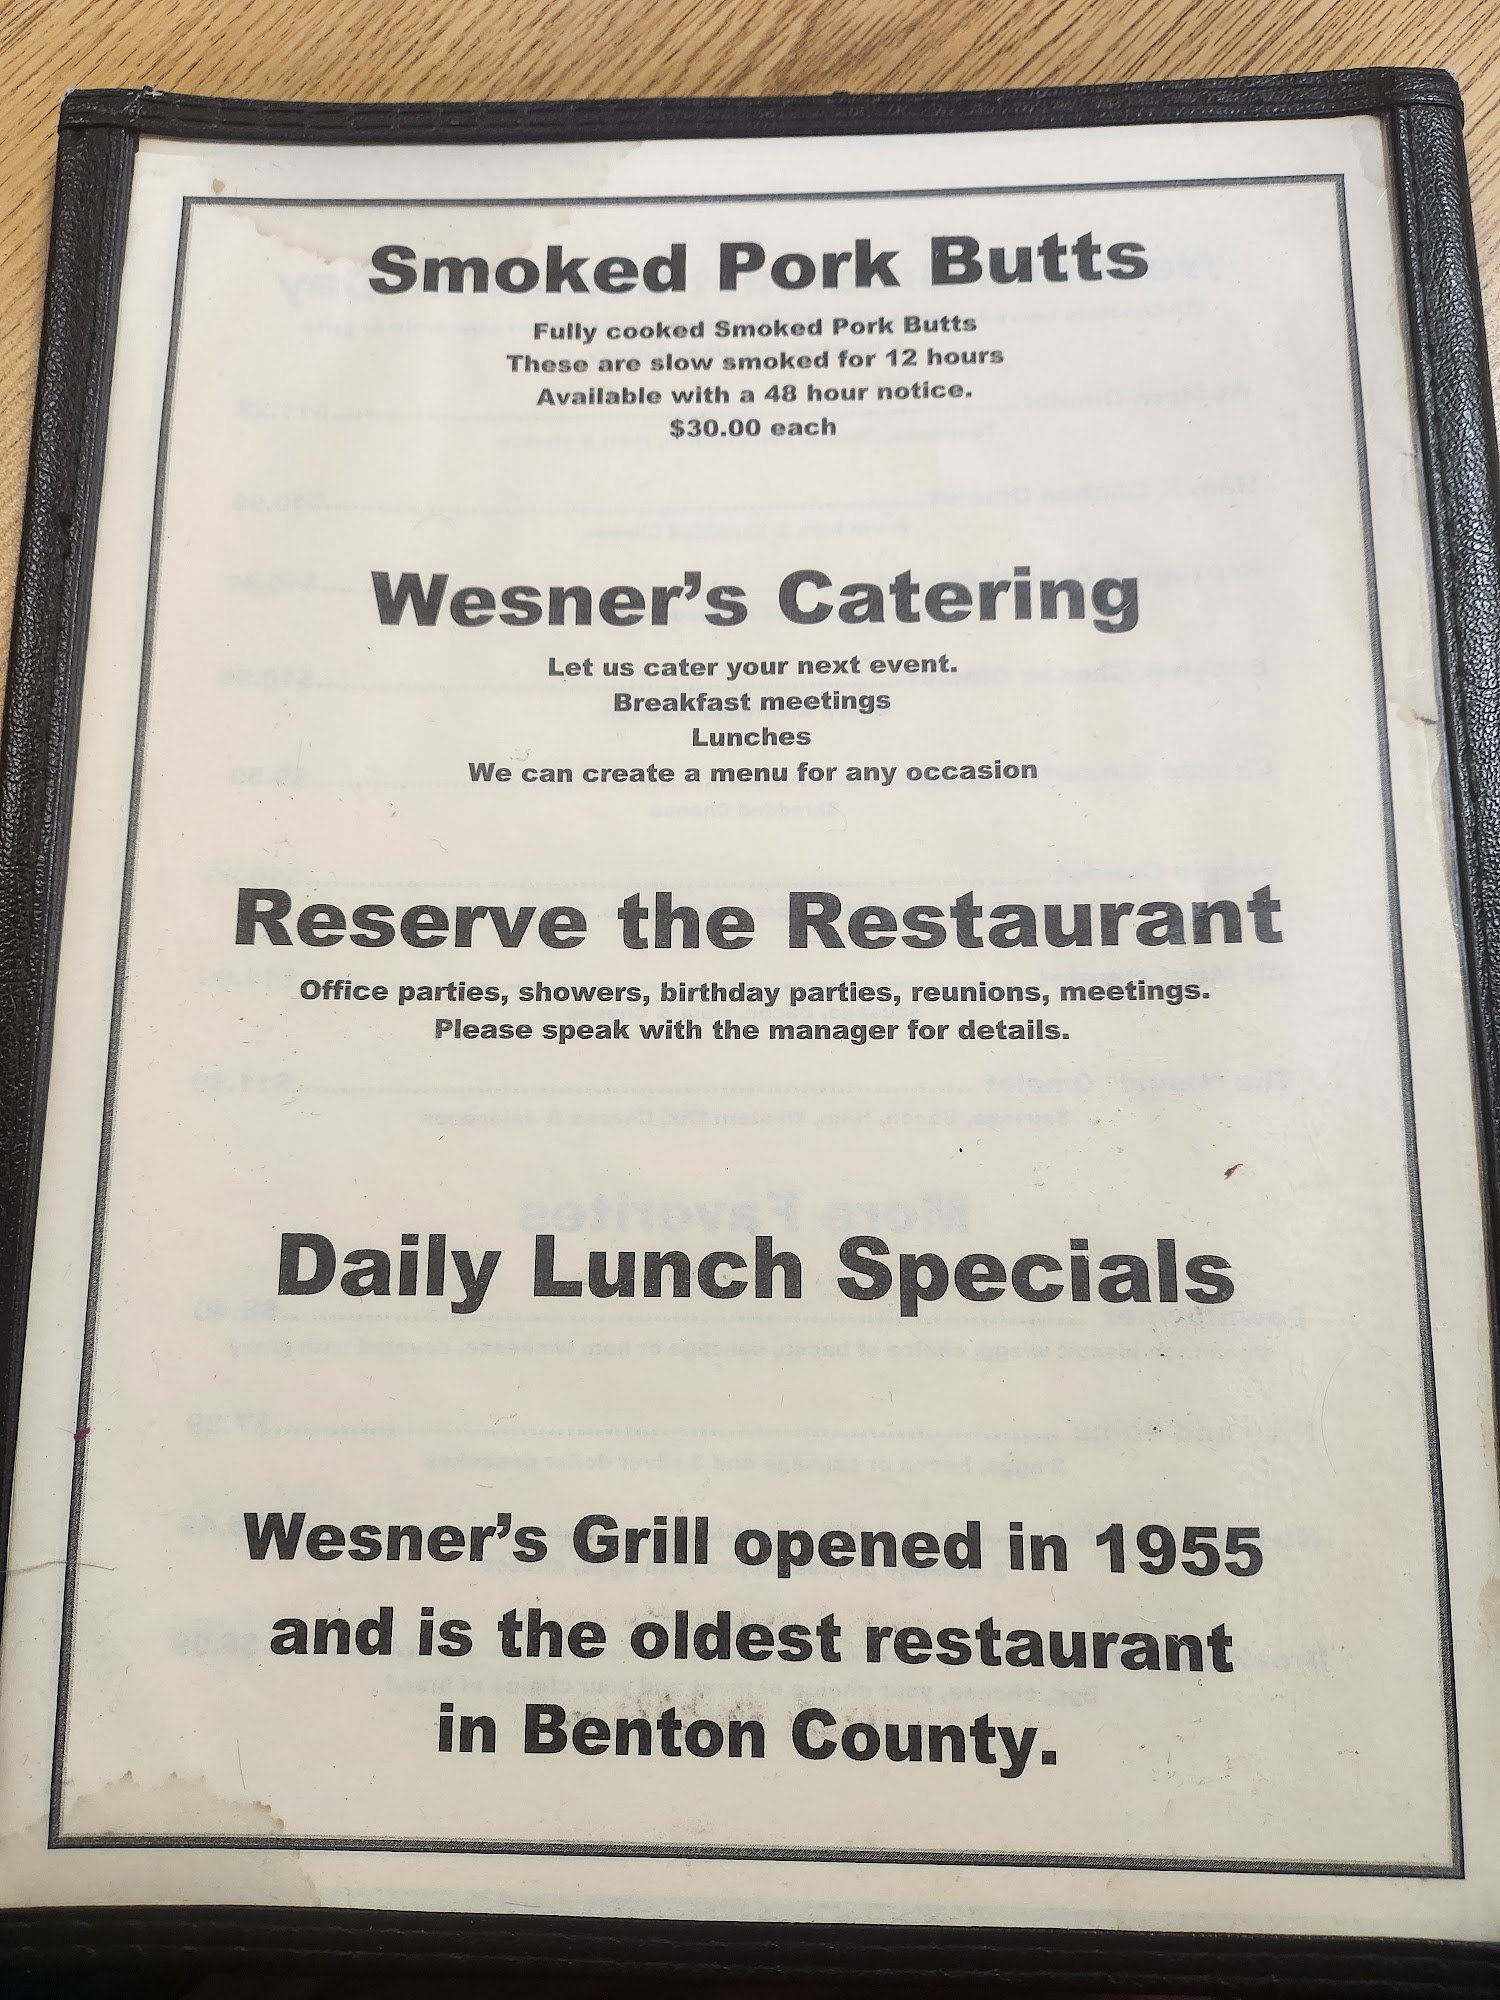 Smoked Pork Butts
Fully cooked Smoked Pork Butts
These are slow smoked for 12 hours
Available with a 48 hour notice.
$30.00 each
Wesner's Catering
Let us cater your next event.
Breakfast meetings
Lunches
We can create a menu for any occasion
Reserve the Restaurant
Office parties, showers, birthday parties, reunions, meetings.
Please speak with the manager for details.
Daily Lunch Specials
Wesner's Grill opened in 1955
and is the oldest restaurant
in Benton County.